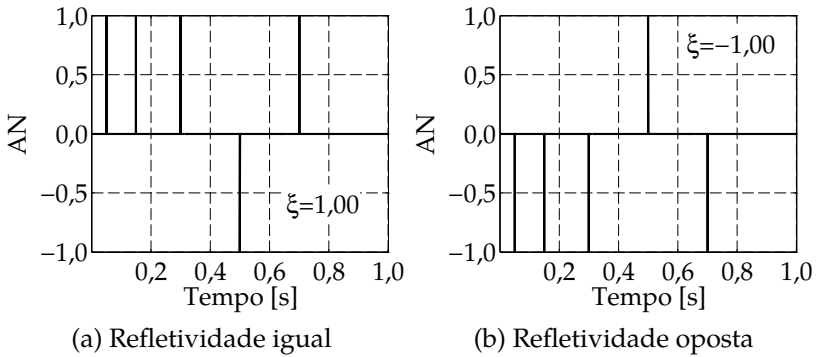 1,0
0,5
0,0
−0,5
−1,0
AN
ξ=1,00
0,2 0,4 0,6 0,8 1,0
Tempo [s]
(a) Refletividade igual
1,0
0,5
0,0
−0,5
−1,0
AN
ξ=−1,00
0,2 0,4 0,6 0,8 1,0
Tempo [s]
(b) Refletividade oposta